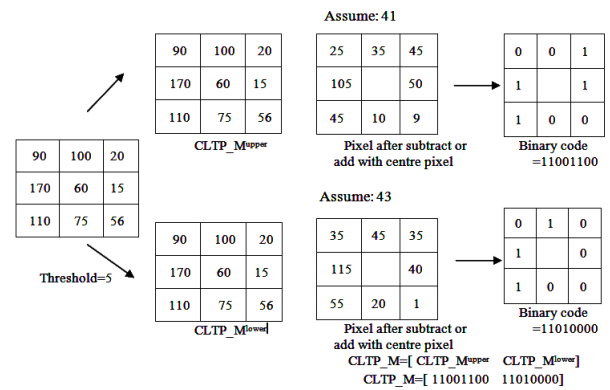 Assume: 41
90 100 20
170 60 15
110 75 56
CLTP_Mupper
25 35 45
105 50
45 10 9
Pixel after subtract or
add with centre pixel
0 0 1
1 1
1 0 0
Binary code
=11001100
90 100 20
170 60 15
110 75 56
Threshold=5
Assume: 43
90 100 20
170 60 15
110 75 56
CLTP_Mlower
35 45 35
115 40
55 20 1
Pixel after subtract or
add with centre pixel
0 1 0
1 0
1 0 0
Binary code
=11010000
CLTP_M=[ CLTP_Mupper CLTP_Mlower]
CLTP_M=[ 11001100 11010000]